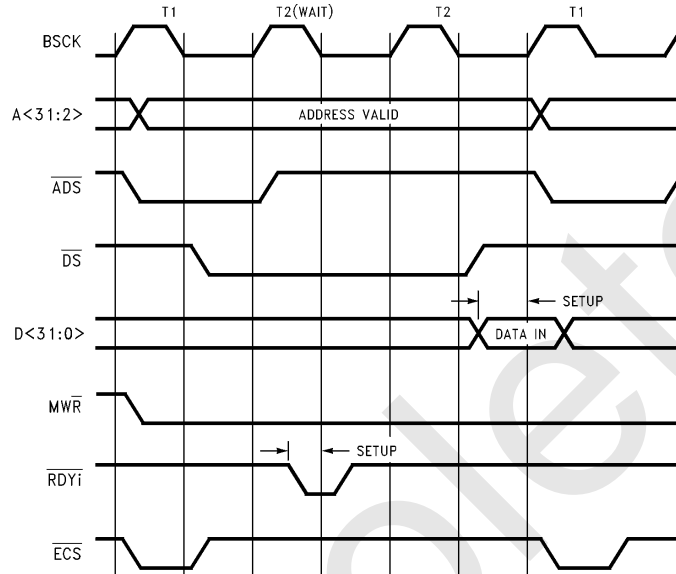 T1 T2(WAIT) T2 T1
BSCK
A<31:2> ADDRESS VALID
ADS
DS
SETUP
D<31:0> DATA IN
MWR
SETUP
RDYi
ECS